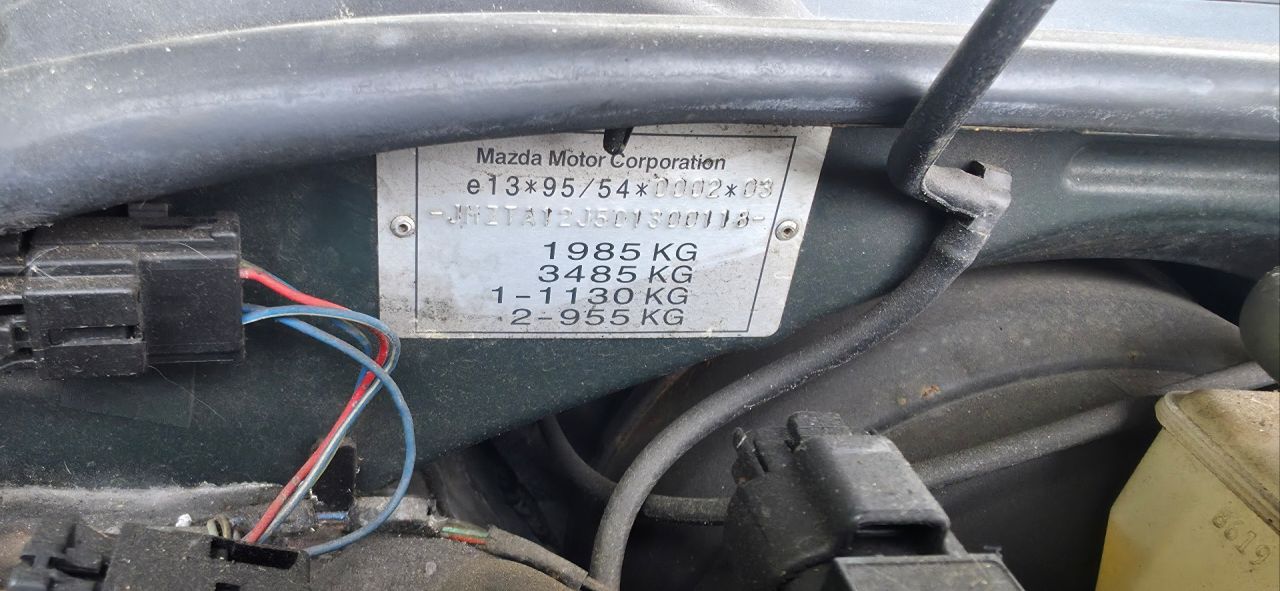 Mazda Motor Corporation
e13*95/54*0002*03
-JMZTA12J501300118-
1985 KG
3485 KG
1-1130 KG
2-955 KG
8619